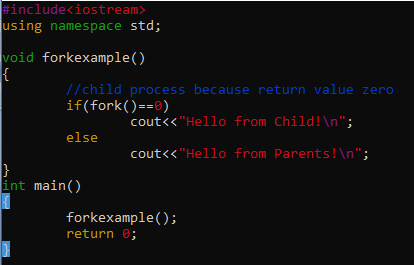 #include<iostream>
using namespace std;

void forkexample()
{
        //child process because return value zero
        if(fork()==0)
                cout<<"Hello from Child!\n";
        else
                cout<<"Hello from Parents!\n";
}
int main()
{
        forkexample();
        return 0;
}